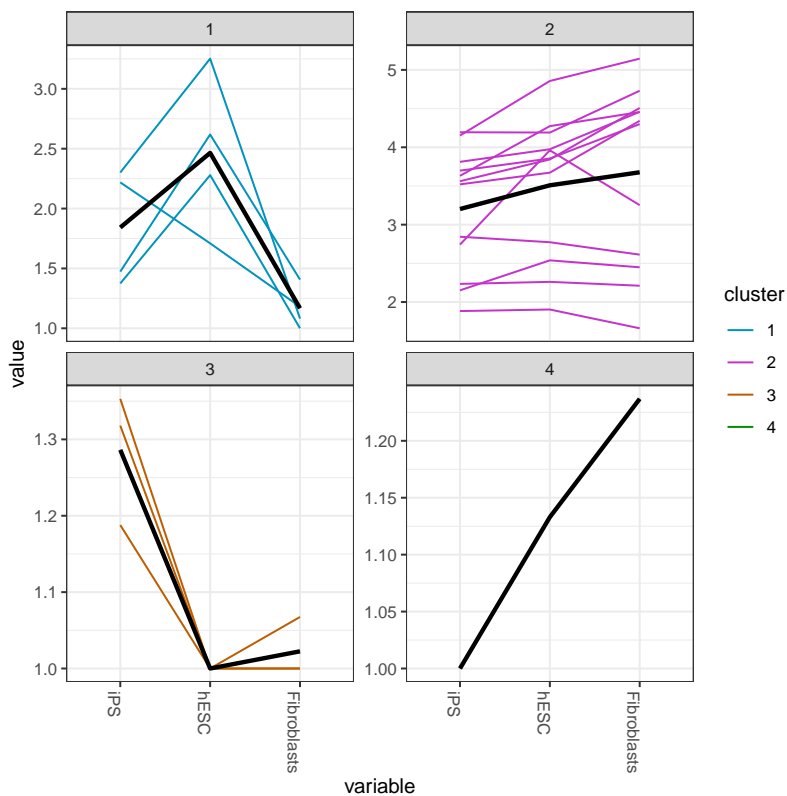 1
2
3.0
2.5
2.0
1.5
1.0
5
4
3
2
value
3
4
1.3
1.2
1.1
1.0
1.20
1.15
1.10
1.05
1.00
iPS
hESC
Fibroblasts
iPS
hESC
Fibroblasts
variable
cluster
1
2
3
4